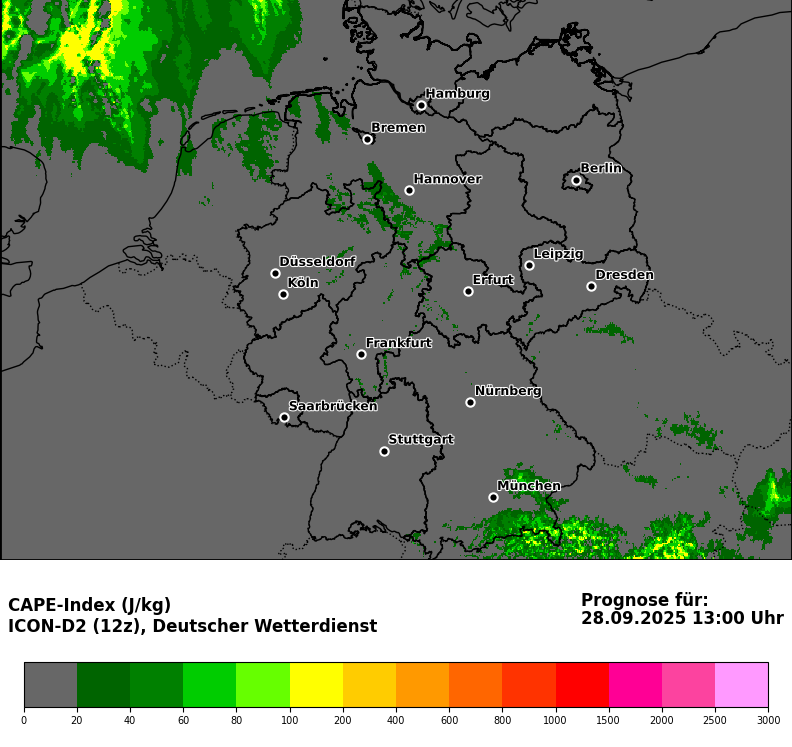 Hamburg
Bremen
Berlin
Hannover
Leipzig
Düsseldorf
Dresden
Köln
Erfurt
Frankfurt
Nürnberg
Saarbrücken
Stuttgart
München
CAPE-Index (J/kg)
ICON-D2 (12z), Deutscher Wetterdienst
Prognose für:
28.09.2025 13:00 Uhr
0 20 40 60 80 100 200 400 600 800 1000 1500 2000 2500 3000